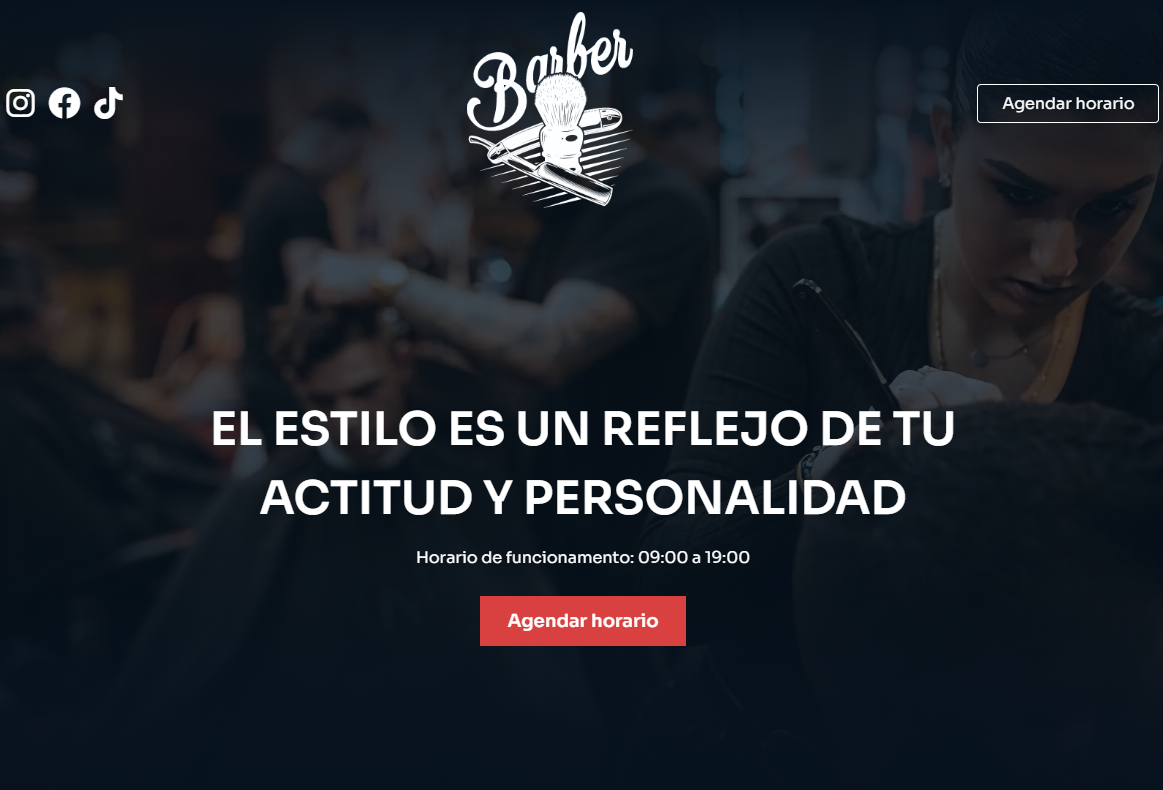 Barber
Agendar horario
EL ESTILO ES UN REFLEJO DE TU
ACTITUD Y PERSONALIDAD
Horario de funcionamento: 09:00 a 19:00
Agendar horario